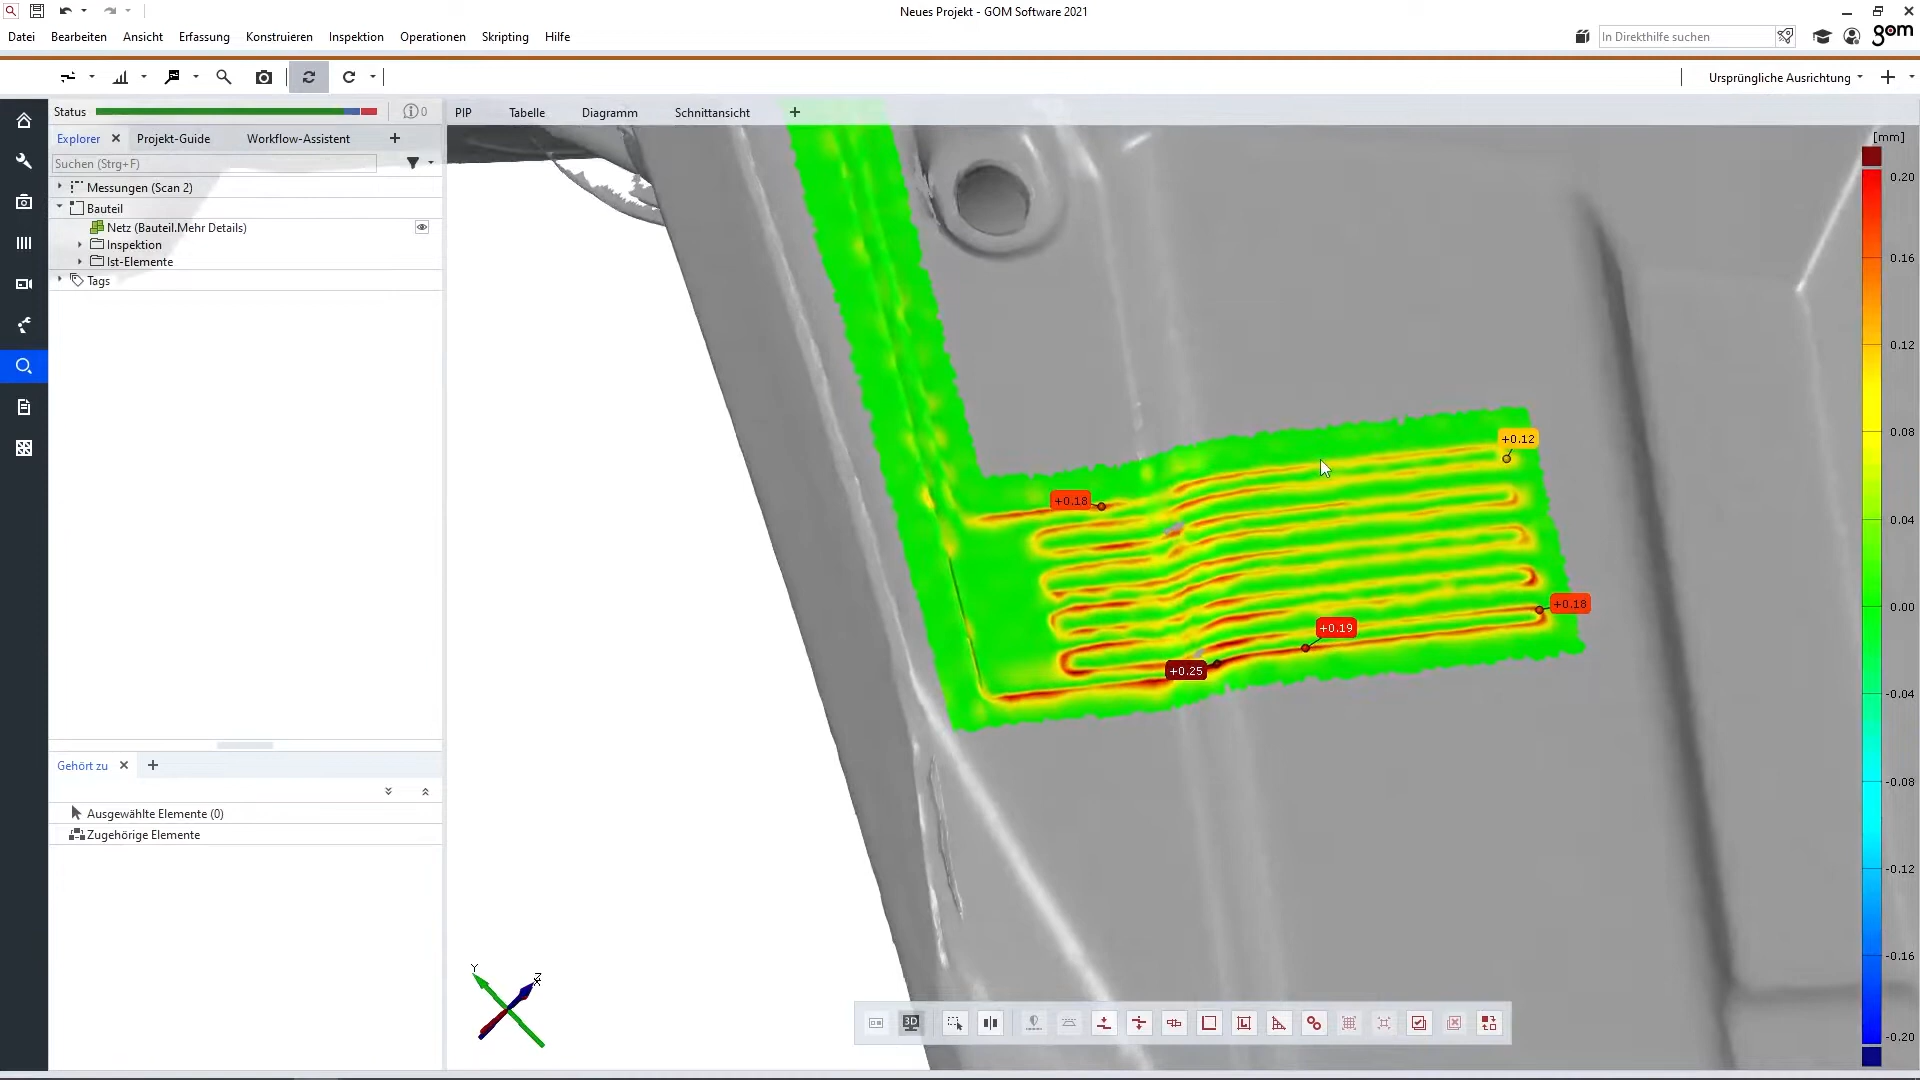 Neues Projekt - GOM Software 2021
Datei Bearbeiten Ansicht Erfassung Konstruieren Inspektion Operationen Skripting Hilfe
In Direkthilfe suchen
gom
Ursprüngliche Ausrichtung
Status
0
PIP Tabelle Diagramm Schnittansicht
Explorer Projekt-Guide Workflow-Assistent
Suchen (Strg+F)
Messungen (Scan 2)
Bauteil
Netz (Bauteil.Mehr Details)
Inspektion
Ist-Elemente
Tags
Gehört zu
Ausgewählte Elemente (0)
Zugehörige Elemente
+0.12
+0.18
+0.18
+0.19
+0.25
Y
Z
X
3D
[mm]
0.20
0.16
0.12
0.08
0.04
0.00
-0.04
-0.08
-0.12
-0.16
-0.20